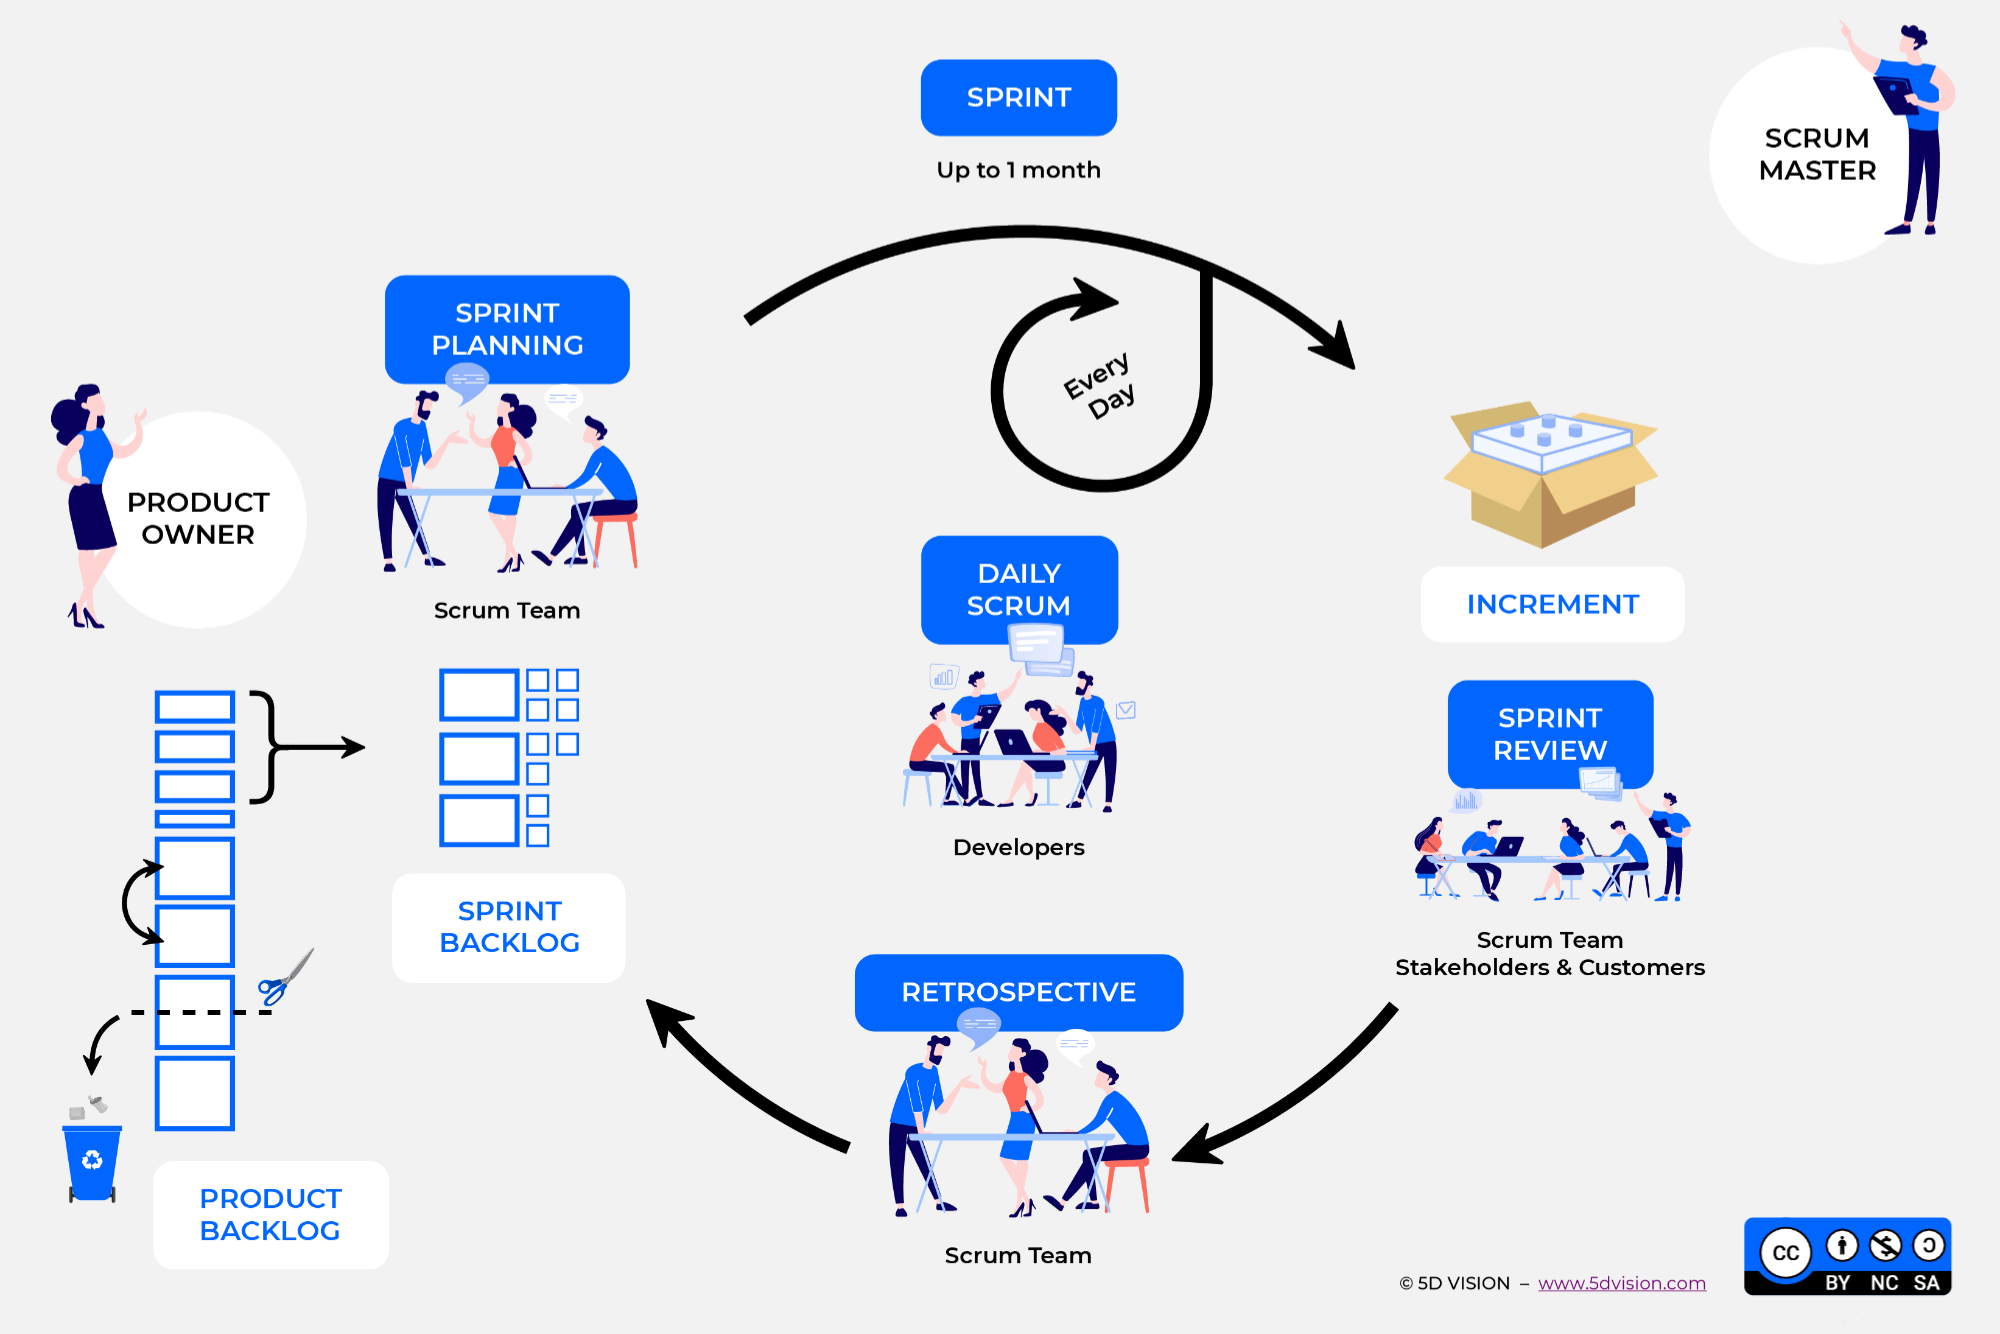 SPRINT
Up to 1 month
SCRUM
MASTER
SPRINT
PLANNING
Every
Day
PRODUCT
OWNER
Scrum Team
DAILY
SCRUM
INCREMENT
SPRINT
REVIEW
Developers
SPRINT
BACKLOG
Scrum Team
Stakeholders & Customers
RETROSPECTIVE
PRODUCT
BACKLOG
Scrum Team
© 5D VISION – www.5dvision.com
CC
BY NC SA